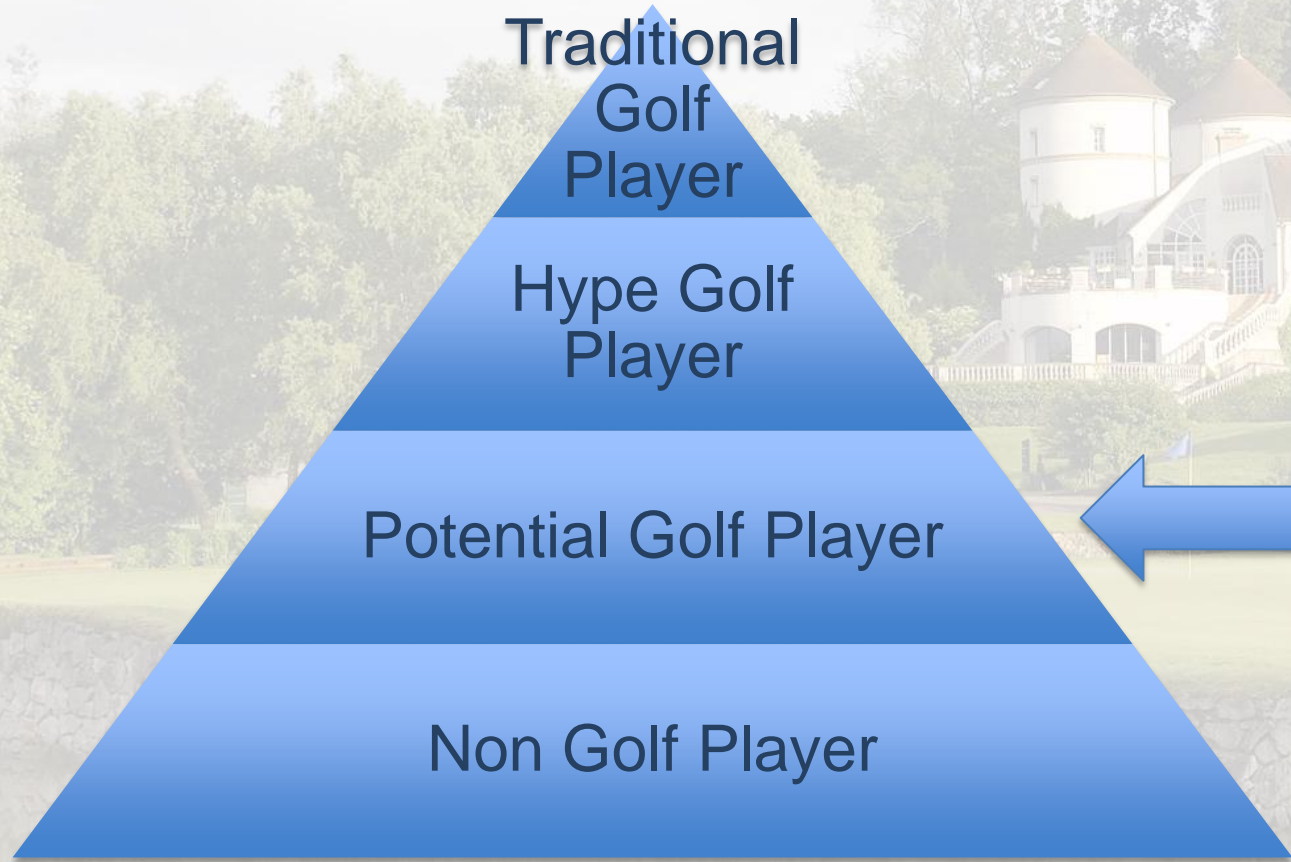 Traditional
Golf
Player
Hype Golf
Player
Potential Golf Player
Non Golf Player